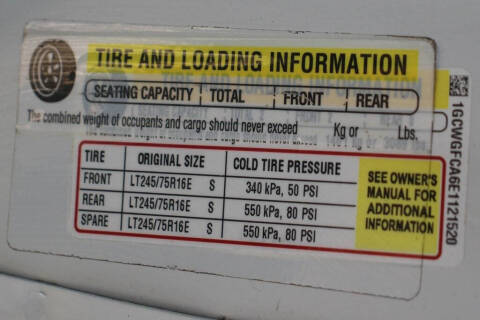 TIRE AND LOADING INFORMATION
SEATING CAPACITY TOTAL FRONT REAR
The combined weight of occupants and cargo should never exceed Kg or Lbs.
TIRE ORIGINAL SIZE COLD TIRE PRESSURE
FRONT LT245/75R16E S 340 kPa, 50 PSI
REAR LT245/75R16E S 550 kPa, 80 PSI
SPARE LT245/75R16E S 550 kPa, 80 PSI
SEE OWNER'S
MANUAL FOR
ADDITIONAL
INFORMATION
1GCWGFCA6E1121520